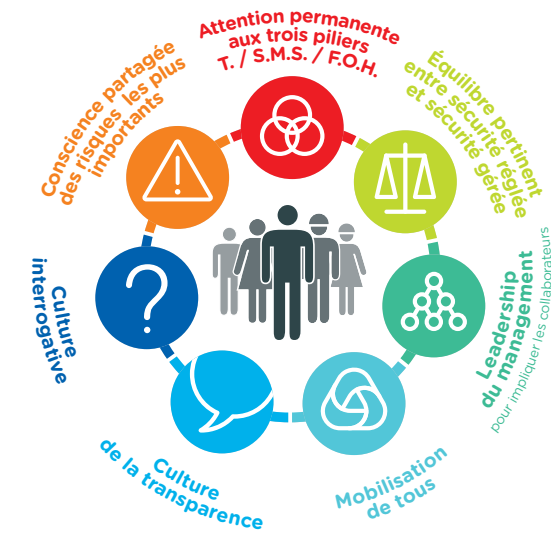 Attention permanente
aux trois piliers
T. / S.M.S. / F.O.H.
Équilibre pertinent
entre sécurité réglée
et sécurité gérée
Leadership
du management
pour impliquer les collaborateurs
Mobilisation
de tous
Culture
de la transparence
Culture
interrogative
Conscience partagée
des risques les plus
importants
?